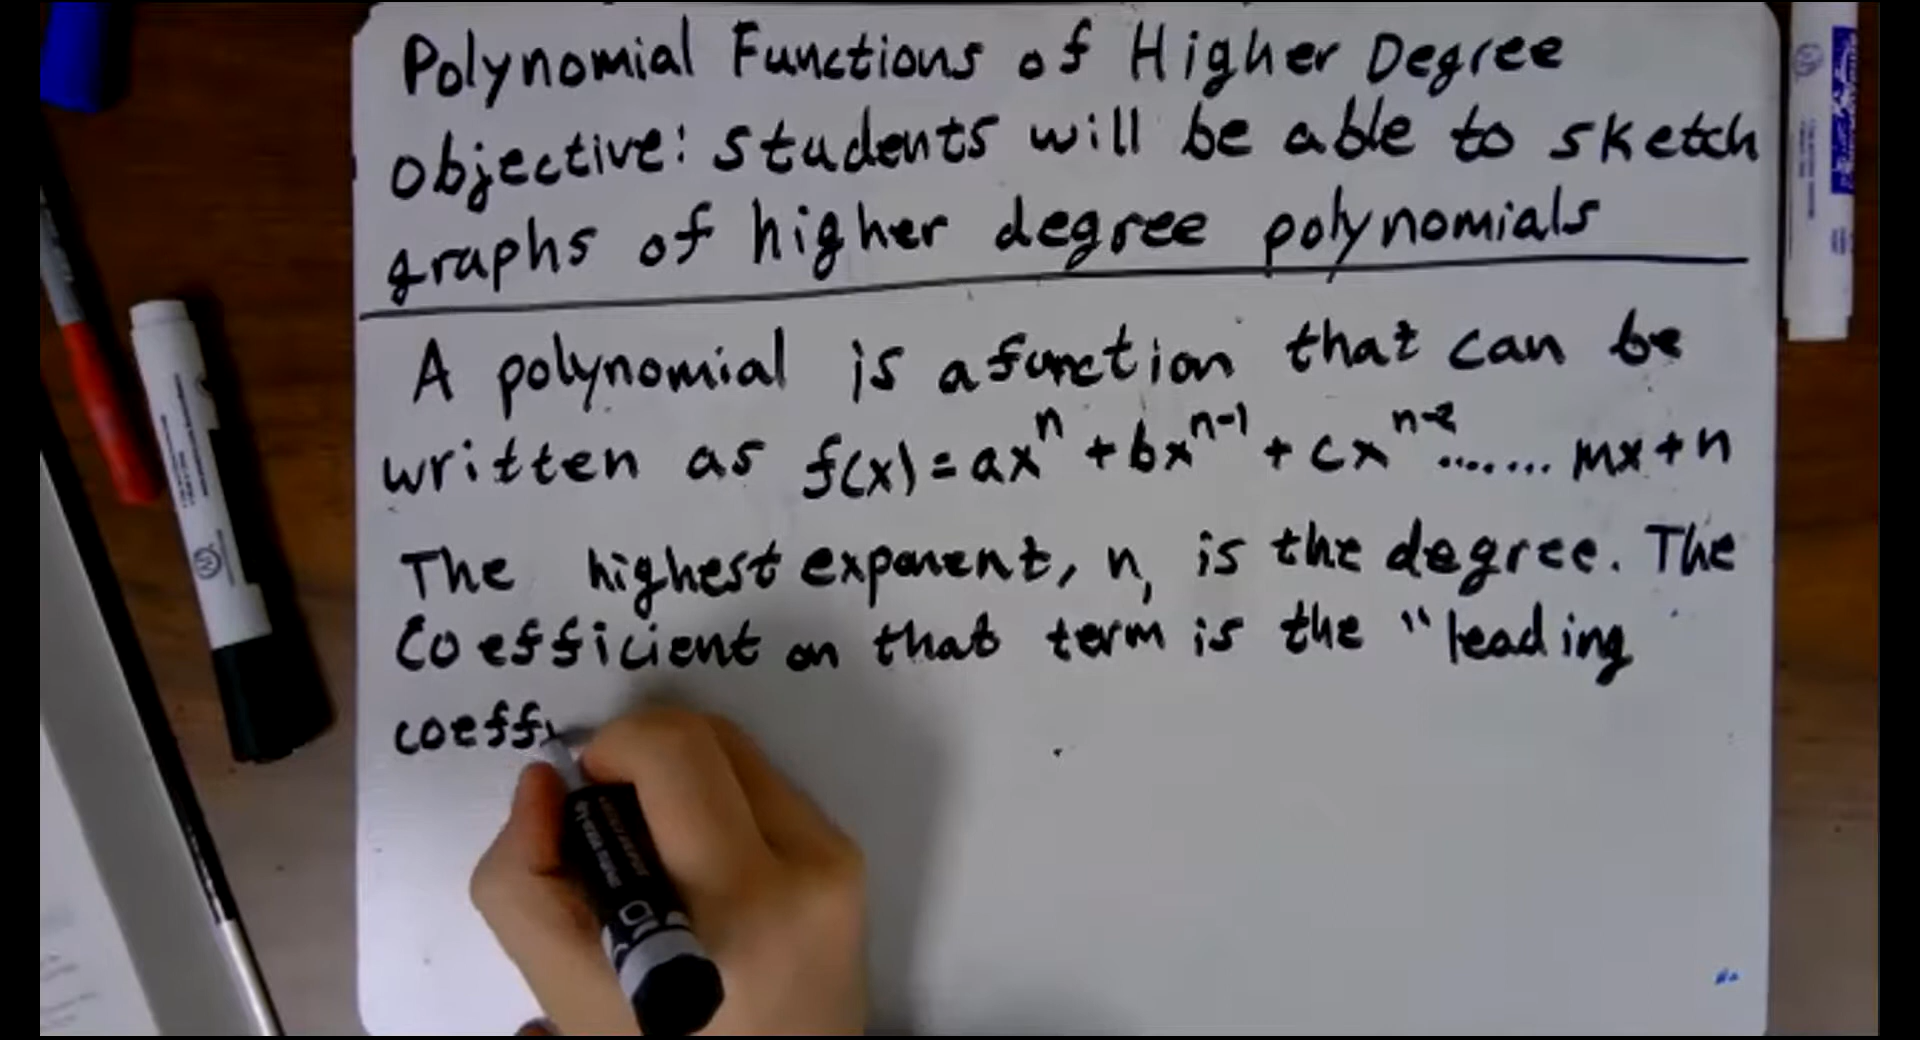 Polynomial Functions of Higher Degree
Objective: students will be able to sketch
graphs of higher degree polynomials
A polynomial is a function that can be
written as f(x) = ax^n + bx^(n-1) + cx^(n-2) ....... mx + n
The highest exponent, n, is the degree. The
Coefficient on that term is the "leading
coeffi